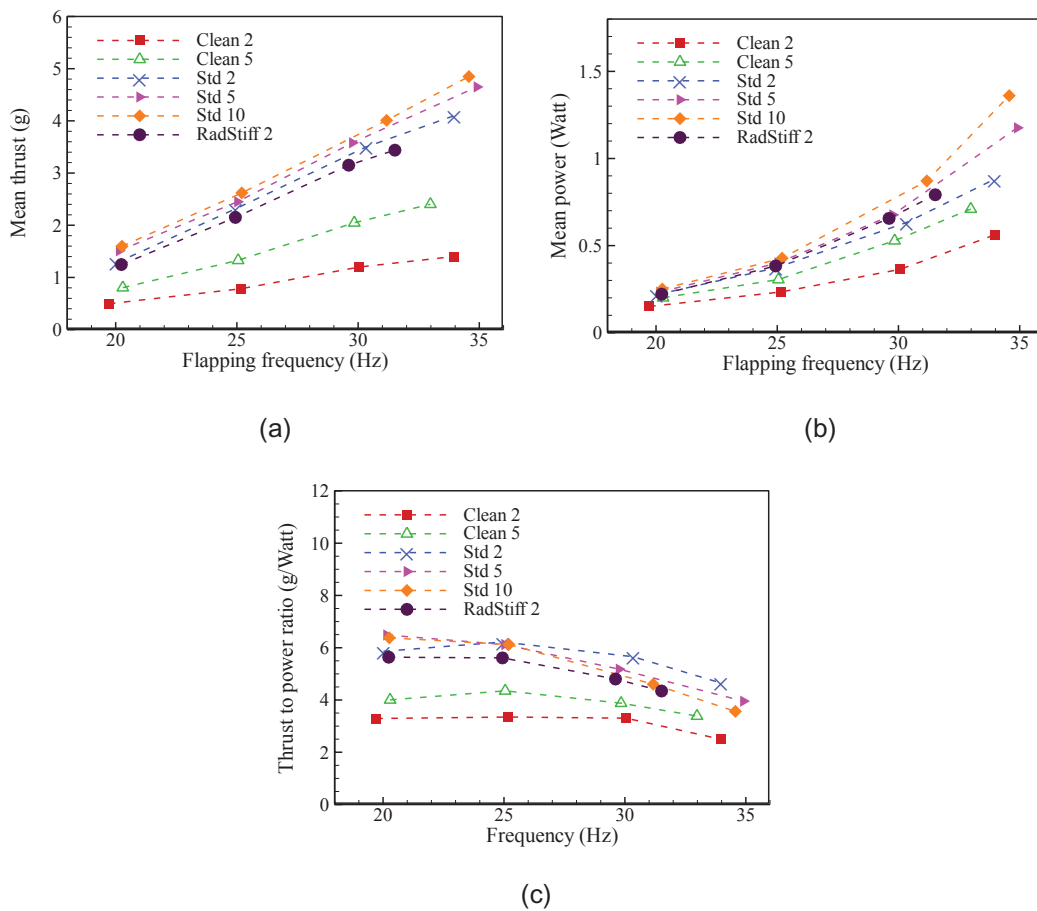 Mean thrust (g)
6
5
4
3
2
1
0
Clean 2
Clean 5
Std 2
Std 5
Std 10
RadStiff 2
20 25 30 35
Flapping frequency (Hz)
(a)
Mean power (Watt)
1.5
1
0.5
0
Clean 2
Clean 5
Std 2
Std 5
Std 10
RadStiff 2
20 25 30 35
Flapping frequency (Hz)
(b)
Thrust to power ratio (g/Watt)
12
10
8
6
4
2
0
Clean 2
Clean 5
Std 2
Std 5
Std 10
RadStiff 2
20 25 30 35
Frequency (Hz)
(c)